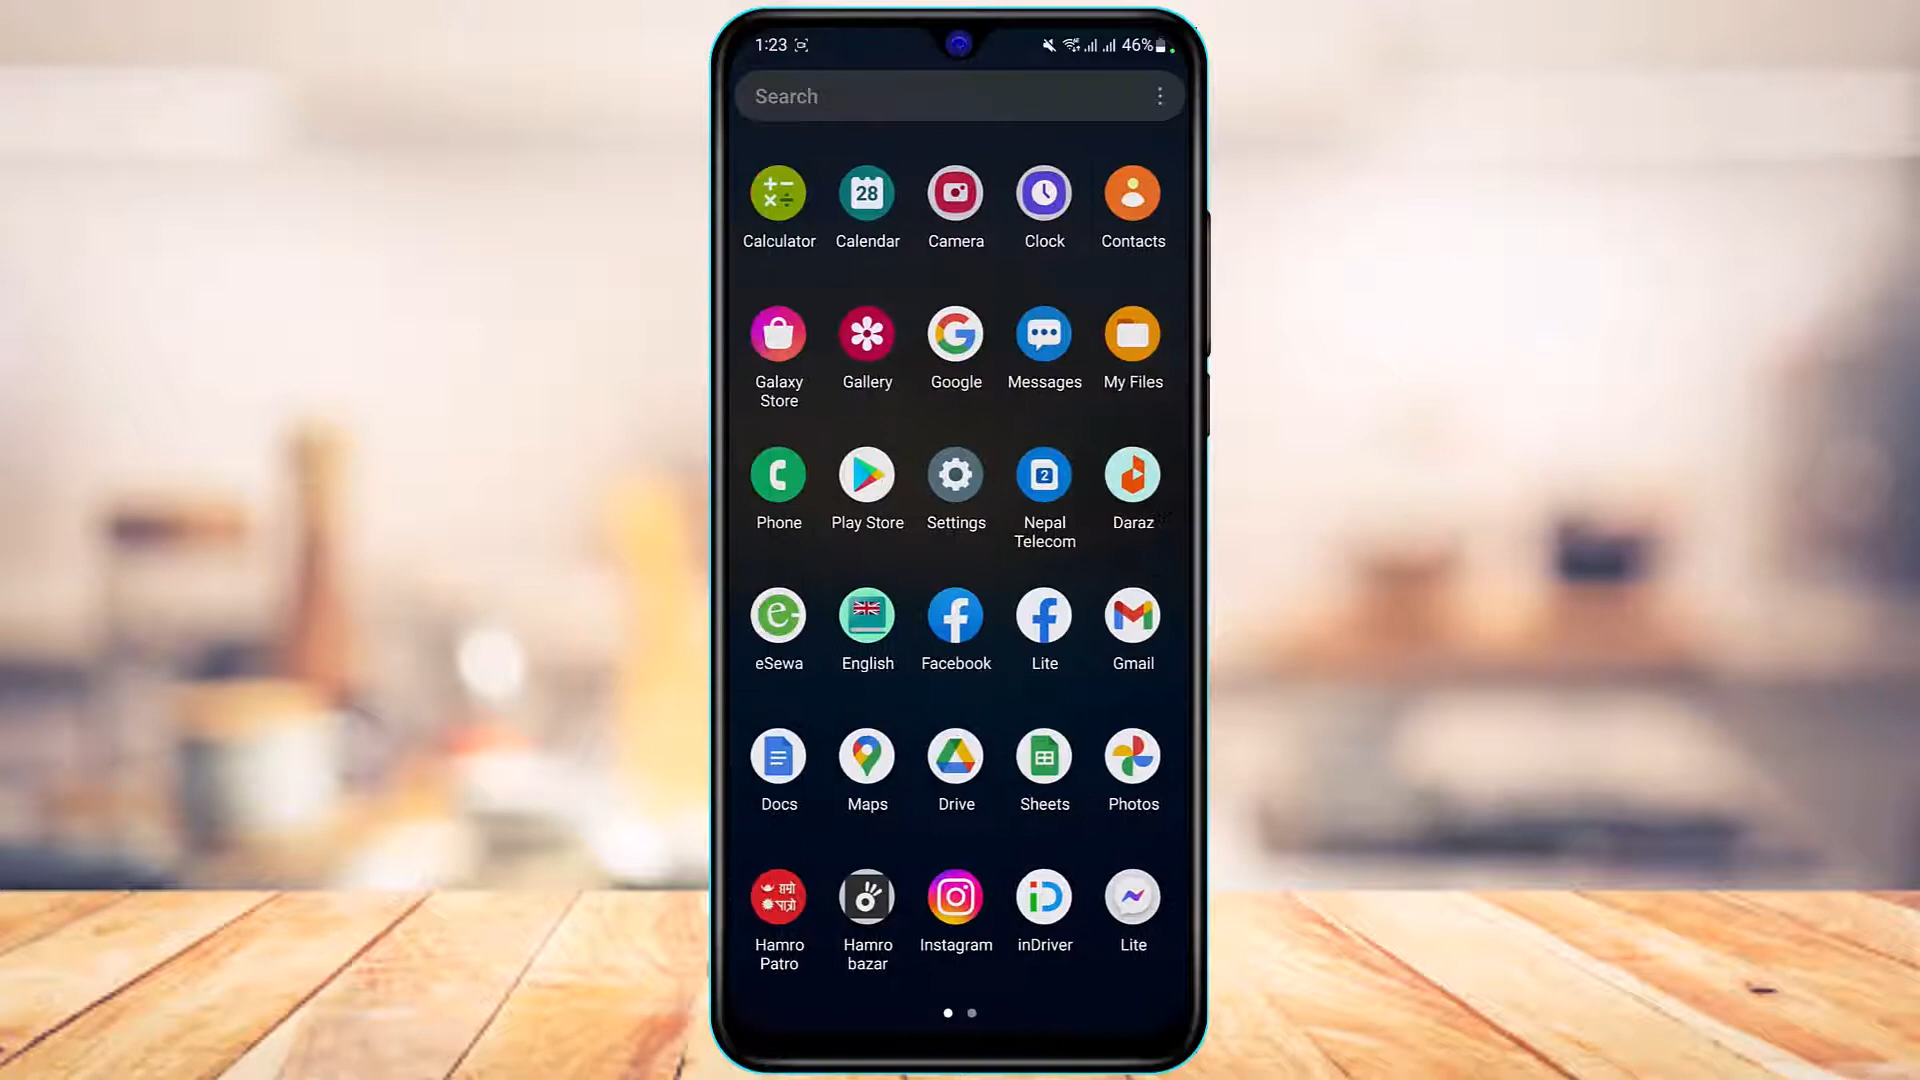 1:23
46%
Search
28
Calculator
Calendar
Camera
Clock
Contacts
Galaxy
Store
Gallery
Google
Messages
My Files
2
Phone
Play Store
Settings
Nepal
Telecom
Daraz
eSewa
English
Facebook
Lite
Gmail
Docs
Maps
Drive
Sheets
Photos
हाम्रो
पात्रो
iD
Hamro
Patro
Hamro
bazar
Instagram
inDriver
Lite